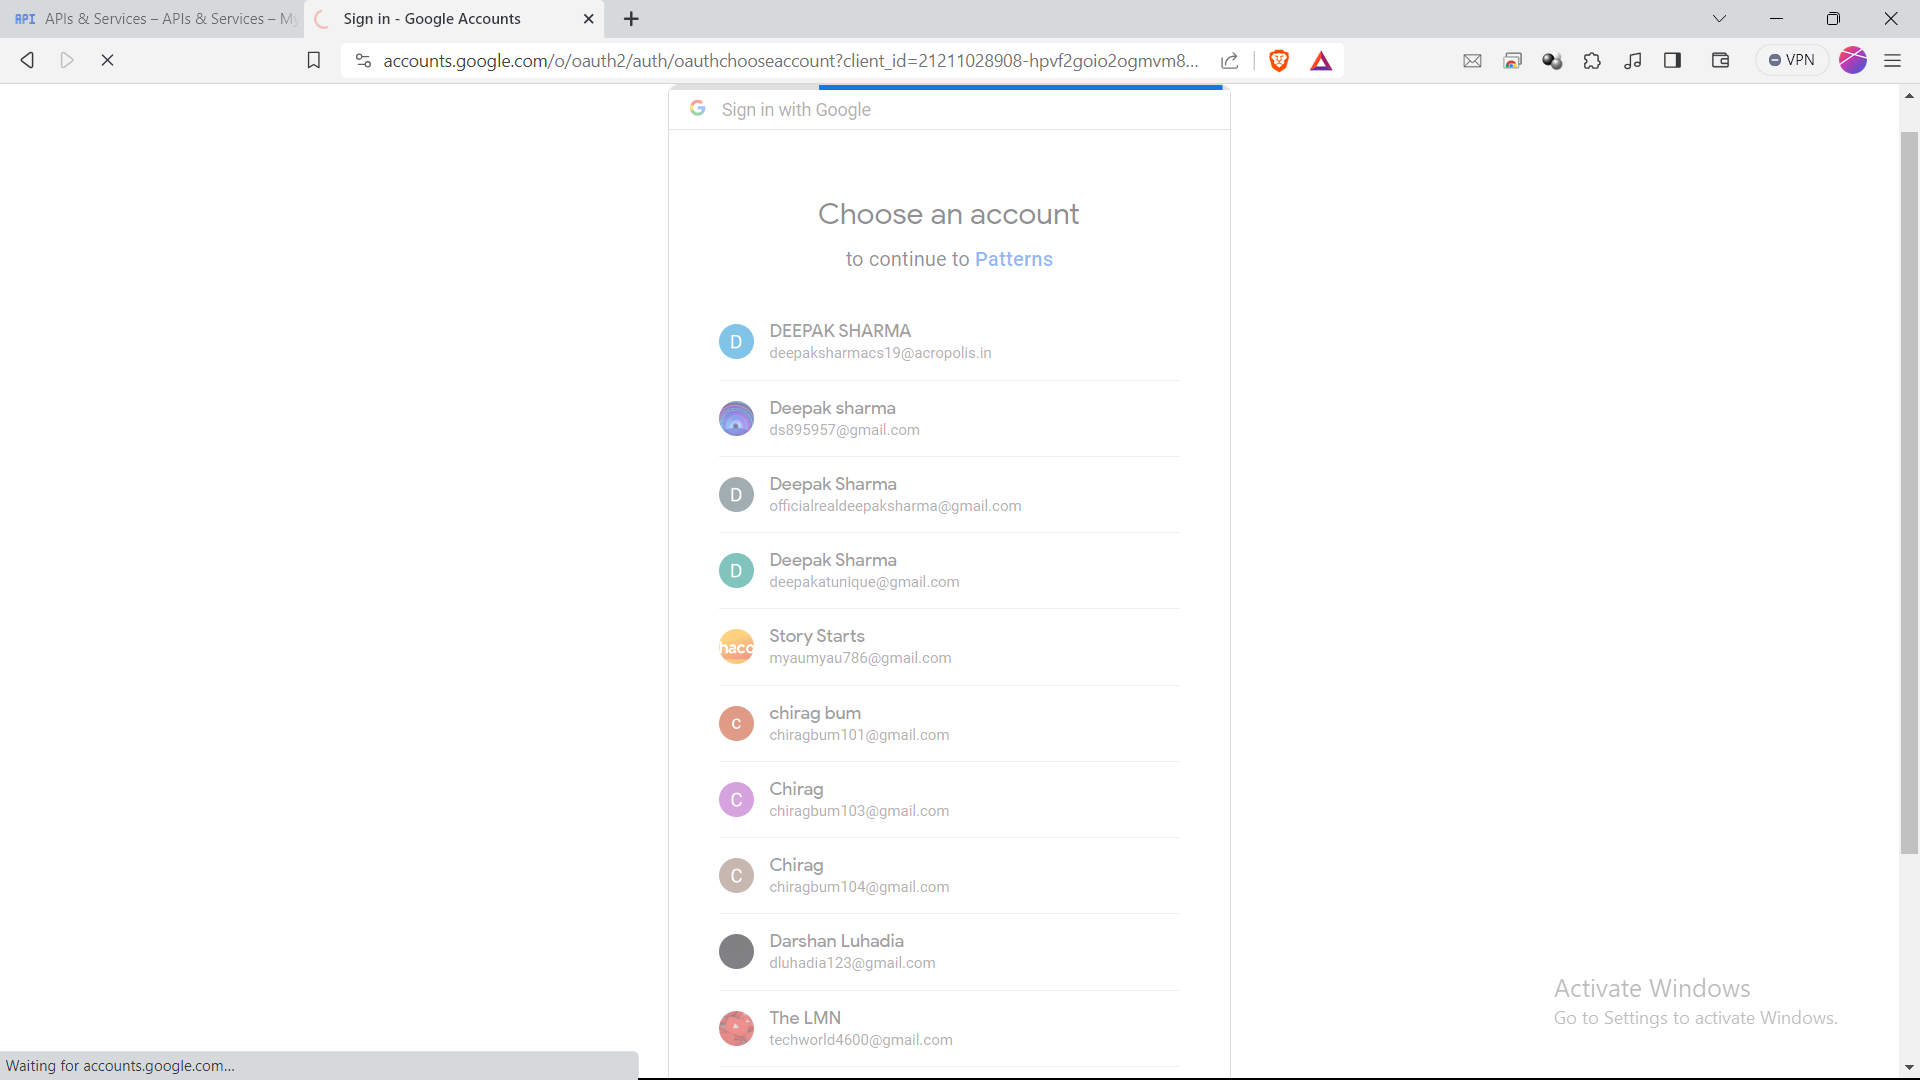 API APIs & Services – APIs & Services – My
Sign in - Google Accounts
accounts.google.com/o/oauth2/auth/oauthchooseaccount?client_id=21211028908-hpvf2goio2ogmvm8...
VPN
Sign in with Google
Choose an account
to continue to Patterns
D
DEEPAK SHARMA
deepaksharmacs19@acropolis.in
Deepak sharma
ds895957@gmail.com
D
Deepak Sharma
officialrealdeepaksharma@gmail.com
D
Deepak Sharma
deepakatunique@gmail.com
haco
Story Starts
myaumyau786@gmail.com
c
chirag bum
chiragbum101@gmail.com
C
Chirag
chiragbum103@gmail.com
C
Chirag
chiragbum104@gmail.com
Darshan Luhadia
dluhadia123@gmail.com
The LMN
techworld4600@gmail.com
Activate Windows
Go to Settings to activate Windows.
Waiting for accounts.google.com...